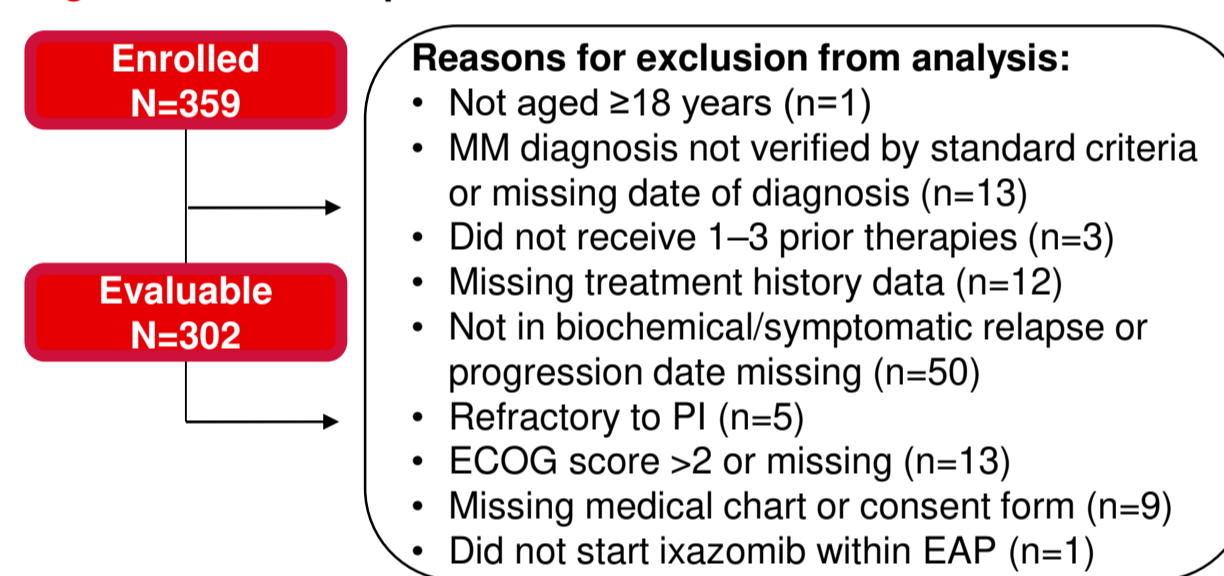 Enrolled
N=359
Evaluable
N=302
Reasons for exclusion from analysis:
• Not aged ≥18 years (n=1)
• MM diagnosis not verified by standard criteria
or missing date of diagnosis (n=13)
• Did not receive 1–3 prior therapies (n=3)
• Missing treatment history data (n=12)
• Not in biochemical/symptomatic relapse or
progression date missing (n=50)
• Refractory to PI (n=5)
• ECOG score >2 or missing (n=13)
• Missing medical chart or consent form (n=9)
• Did not start ixazomib within EAP (n=1)